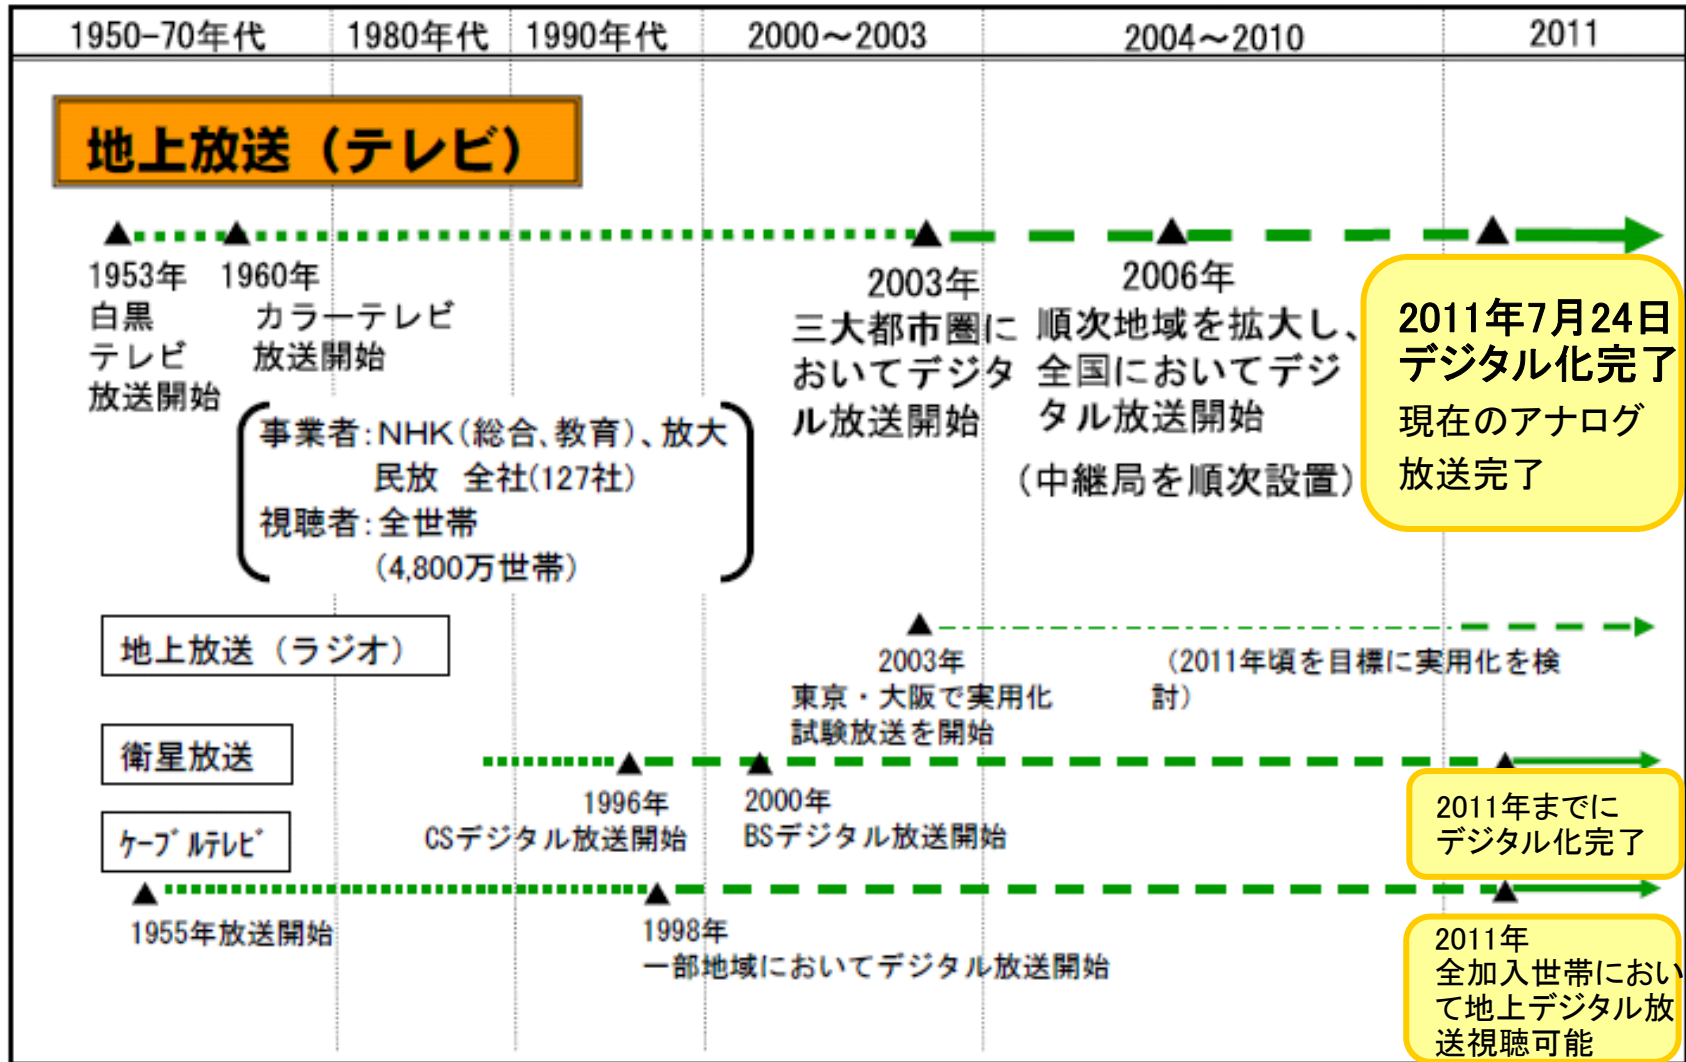 1950-70年代 1980年代 1990年代 2000～2003 2004～2010 2011
地上放送（テレビ）
1953年
白黒
テレビ
放送開始
1960年
カラーテレビ
放送開始
2003年
三大都市圏に
おいてデジタ
ル放送開始
2006年
順次地域を拡大し、
全国においてデジ
タル放送開始
（中継局を順次設置）
2011年7月24日
デジタル化完了
現在のアナログ
放送完了
事業者：NHK（総合、教育）、放大
民放　全社(127社)
視聴者：全世帯
(4,800万世帯)
地上放送（ラジオ）
2003年
東京・大阪で実用化
試験放送を開始
（2011年頃を目標に実用化を検
討）
衛星放送
1996年
CSデジタル放送開始
2000年
BSデジタル放送開始
2011年までに
デジタル化完了
ｹｰﾌﾞﾙﾃﾚﾋﾞ
1955年放送開始
1998年
一部地域においてデジタル放送開始
2011年
全加入世帯におい
て地上デジタル放
送視聴可能